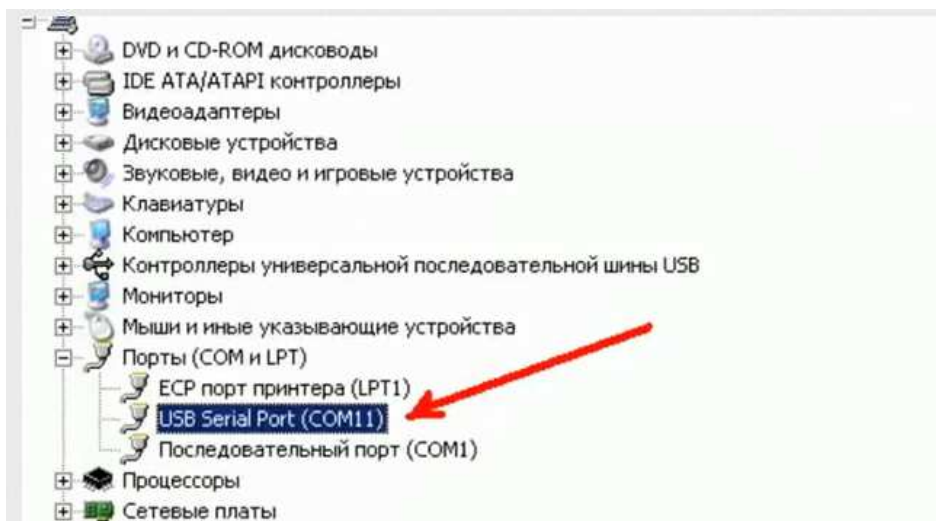 DVD и CD-ROM дисководы
IDE ATA/ATAPI контроллеры
Видеоадаптеры
Дисковые устройства
Звуковые, видео и игровые устройства
Клавиатуры
Компьютер
Контроллеры универсальной последовательной шины USB
Мониторы
Мыши и иные указывающие устройства
Порты (COM и LPT)
ECP порт принтера (LPT1)
USB Serial Port (COM11)
Последовательный порт (COM1)
Процессоры
Сетевые платы